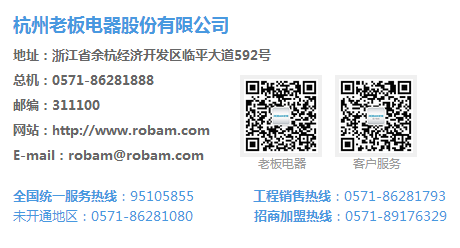 杭州老板电器股份有限公司
地址：浙江省余杭经济开发区临平大道592号
总机：0571-86281888
邮编：311100
网站：http://www.robam.com
E-mail：robam@robam.com
老板电器 客户服务
全国统一服务热线：95105855 工程销售热线：0571-86281793
未开通地区：0571-86281080 招商加盟热线：0571-89176329